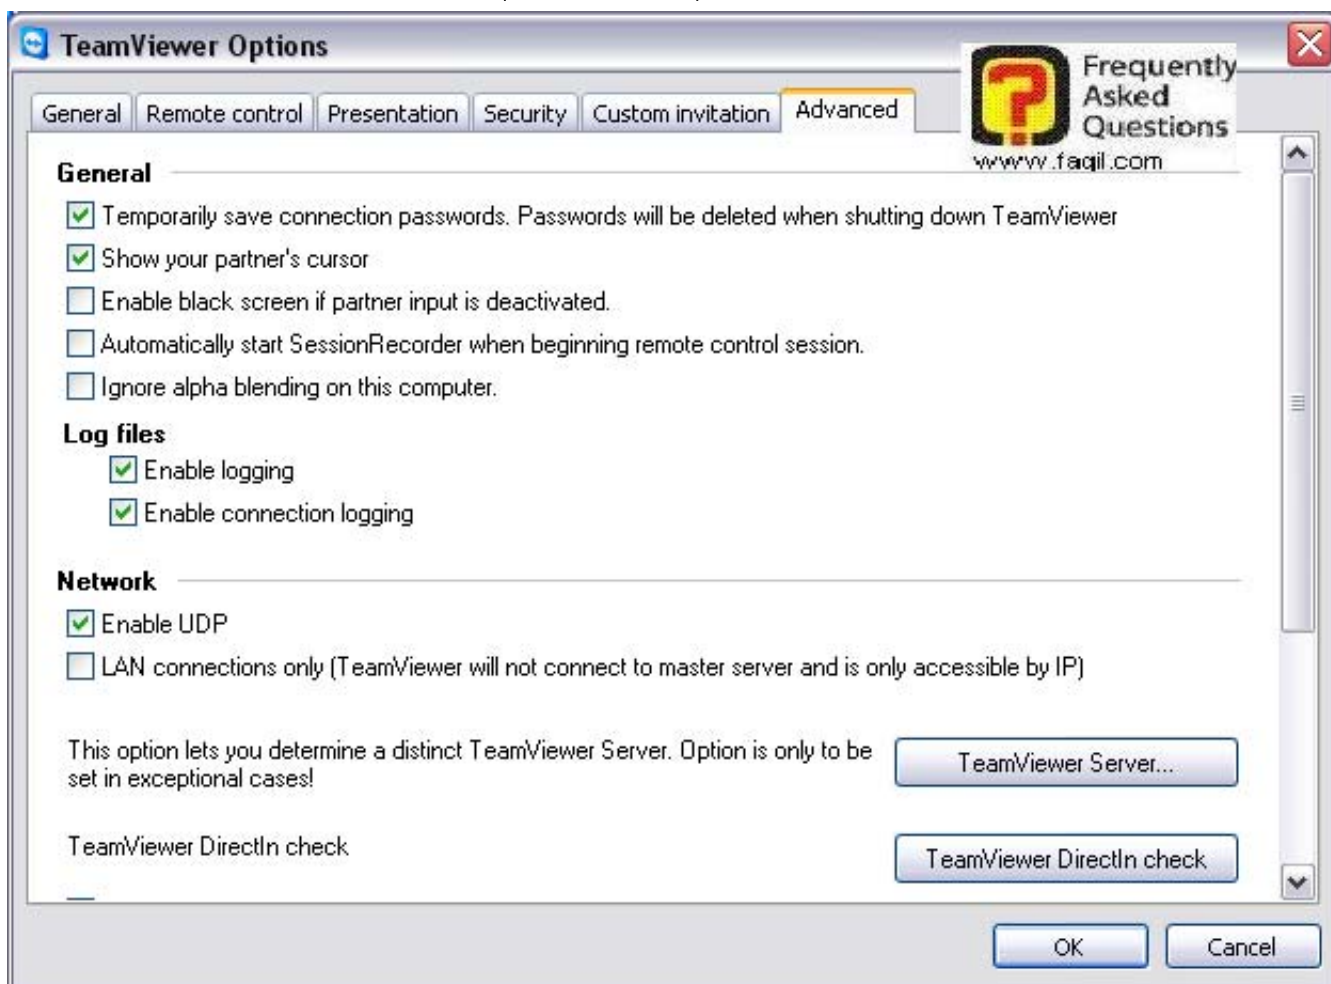 TeamViewer Options
Frequently
Asked
Questions
www.faqil.com
General Remote control Presentation Security Custom invitation Advanced
General
Temporarily save connection passwords. Passwords will be deleted when shutting down TeamViewer
Show your partner's cursor
Enable black screen if partner input is deactivated.
Automatically start SessionRecorder when beginning remote control session.
Ignore alpha blending on this computer.
Log files
Enable logging
Enable connection logging
Network
Enable UDP
LAN connections only (TeamViewer will not connect to master server and is only accessible by IP)
This option lets you determine a distinct TeamViewer Server. Option is only to be
set in exceptional cases!
TeamViewer Server...
TeamViewer DirectIn check
TeamViewer DirectIn check
OK Cancel